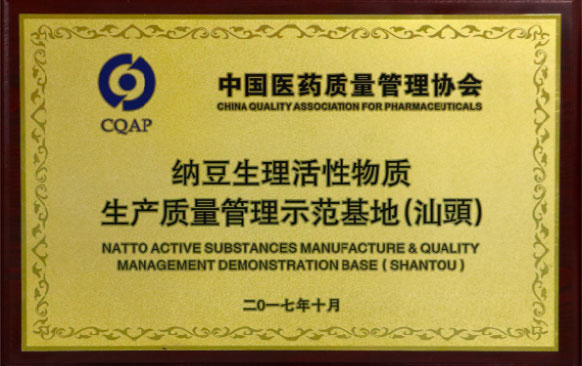 CQAP
中国医药质量管理协会
CHINA QUALITY ASSOCIATION FOR PHARMACEUTICALS
纳豆生理活性物质
生产质量管理示范基地(汕頭)
NATTO ACTIVE SUBSTANCES MANUFACTURE & QUALITY
MANAGEMENT DEMONSTRATION BASE ( SHANTOU )
二〇一七年十月